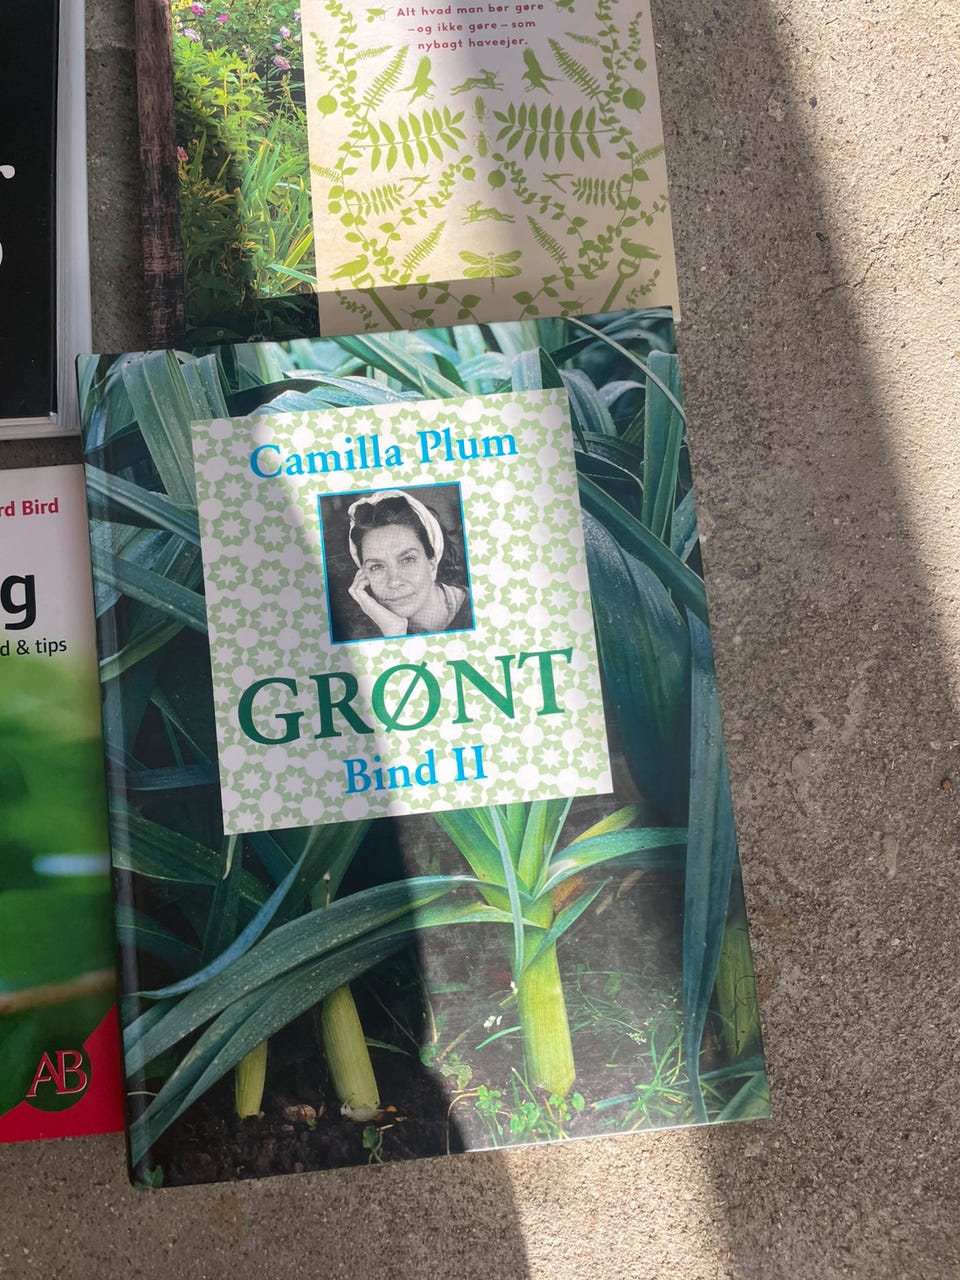 Alt hvad man bør gøre
– og ikke gøre – som
nybagt haveejer.
rd Bird
g
d & tips
AB
Camilla Plum
GRØNT
Bind II